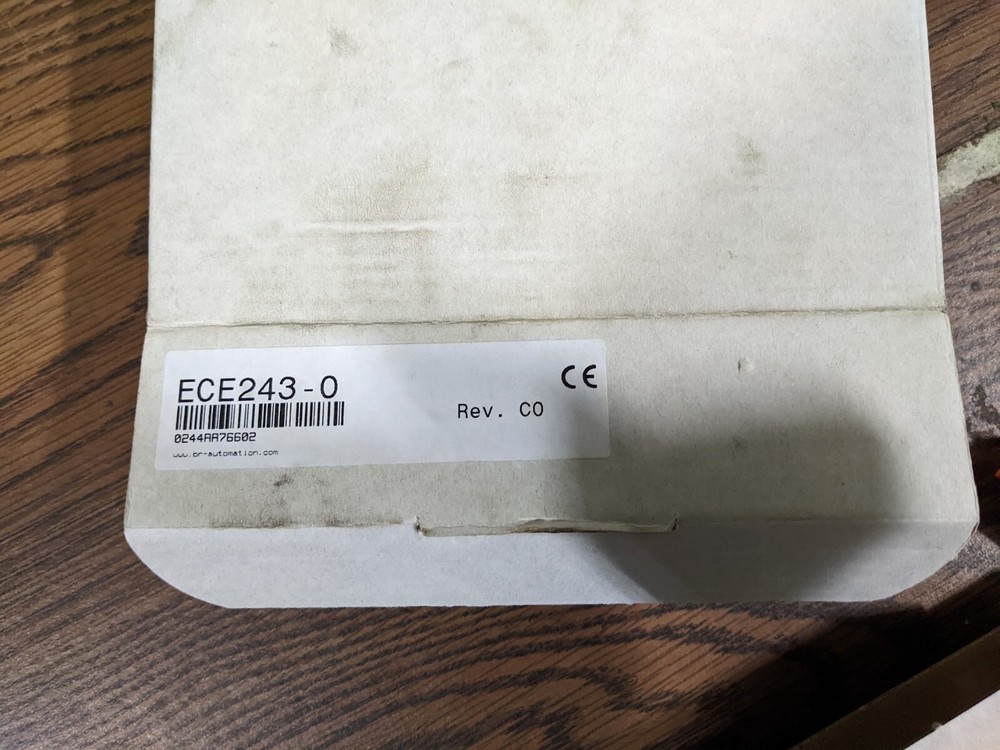 ECE243-0
CE
Rev. C0
0244AA76602
www.br-automation.com